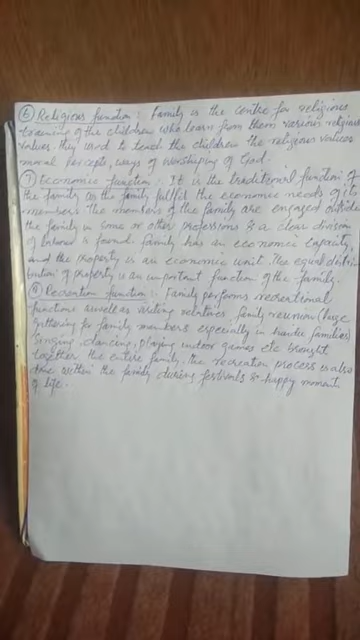 ⑥ Religious function :- Family is the centre for religious
training of the children who learn from them various religious
values they used to teach the children the religious values
moral percepts, ways of worshiping of God.
⑦ Economic function :- It is the traditional function of
the family as the family fulfild the economic needs of its
members. The members of the family are engaged outside
the family in some or other professions & a clear division
of labour is found family has an economic capacity
and the property is an economic unit. The equal distri-
bution of property is an important function of the family.
⑧ Recreation function :- Family performs recreational
functions such as visiting relatives, family reunion (huge
gathering for family members especially in families)
Singing, dancing, playing indoor games etc brought
together the entire family. The recreation process is also
done within the family during festivals & happy moment
of life.